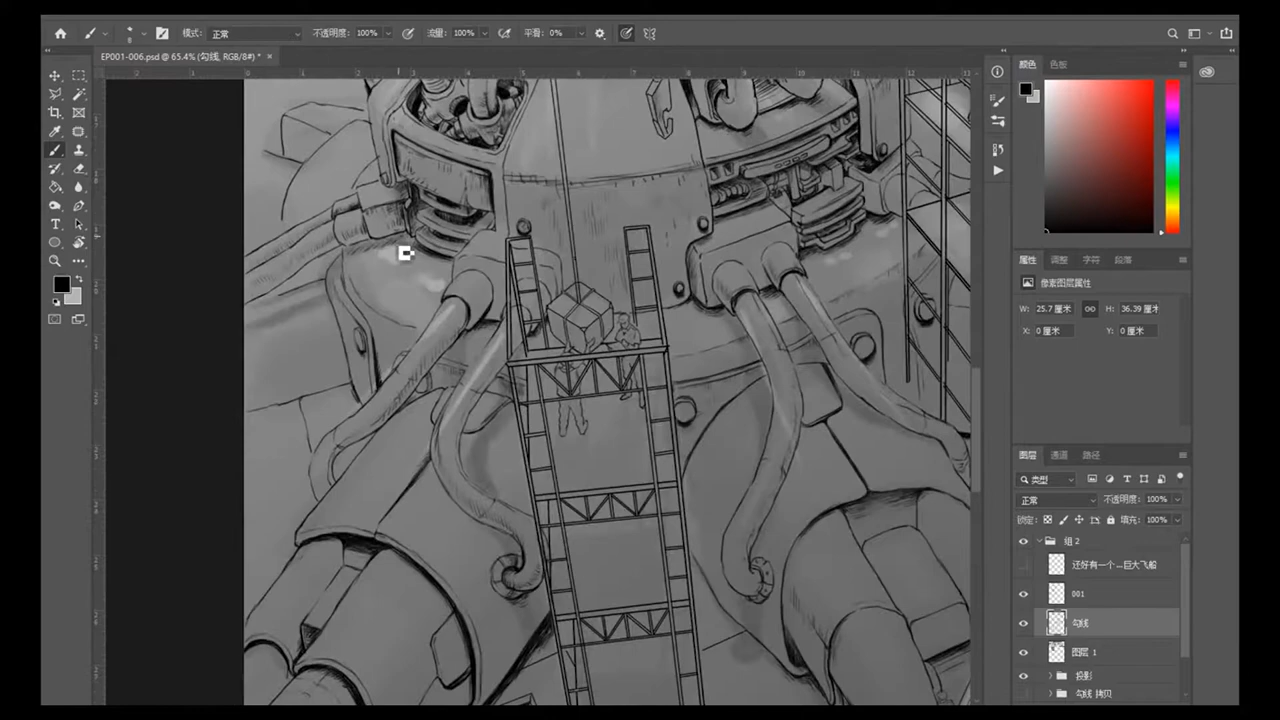 模式: 正常 不透明度: 100% 流量: 100% 平滑: 0%
EP001-006.psd @ 65.4% (勾线, RGB/8#) * ×
颜色 色板
属性 调整 字符 段落
像素图层属性
W: 25.7 厘米 H: 36.39 厘米
X: 0 厘米 Y: 0 厘米
图层 通道 路径
类型
正常 不透明度: 100%
锁定: 填充: 100%
组 2
还好有一个 ...巨大飞船
001
勾线
图层 1
投影
勾线 拷贝